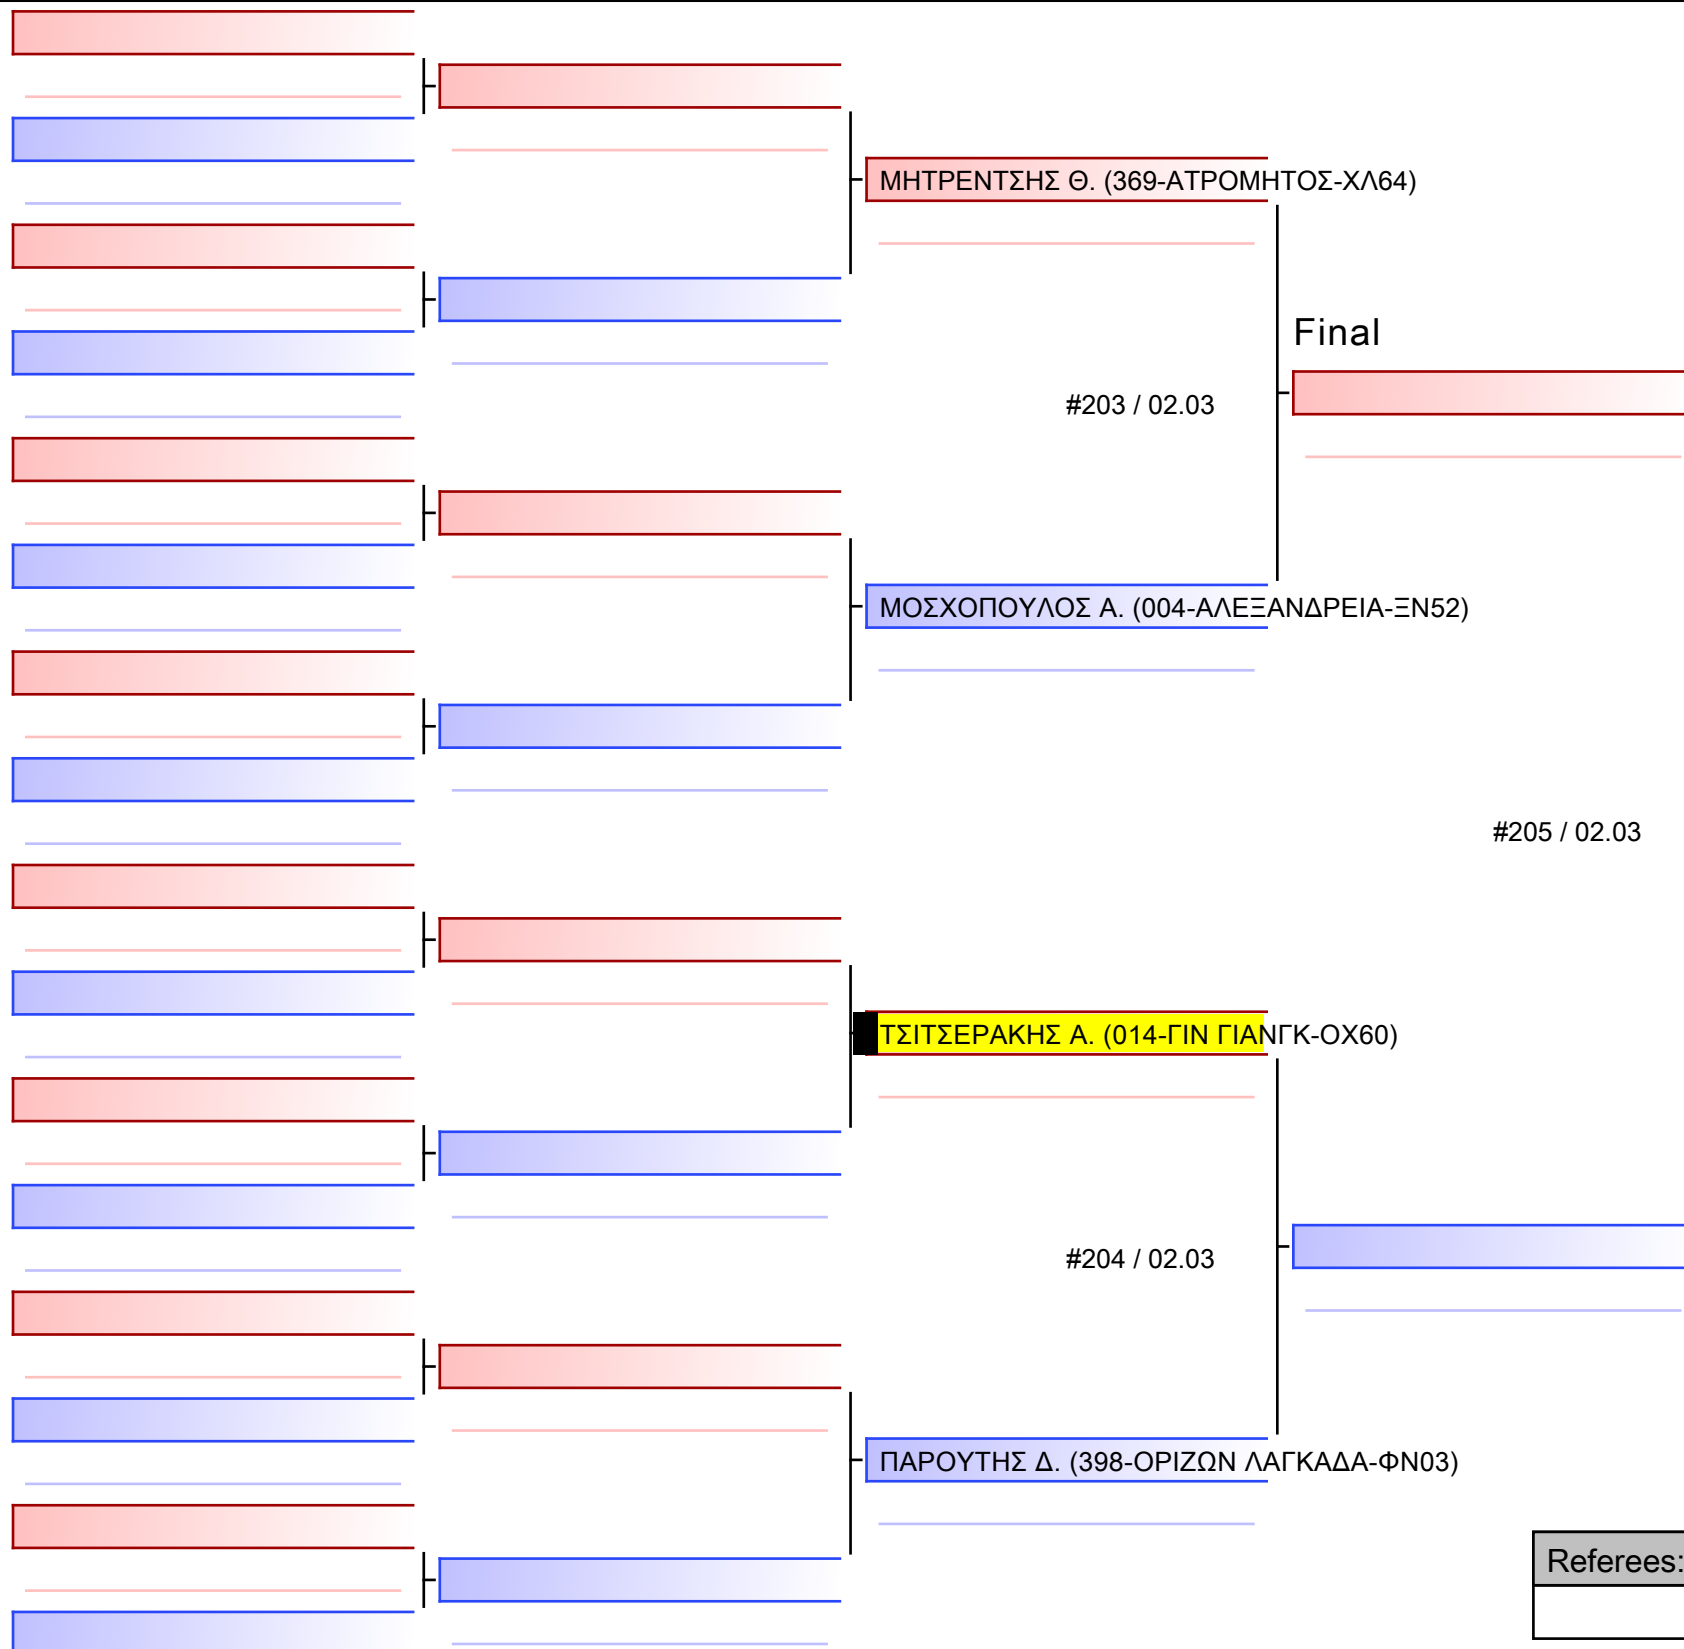 ΜΗΤΡΕΝΤΣΗΣ Θ. (369-ΑΤΡΟΜΗΤΟΣ-ΧΛ64)
Final
#203 / 02.03
ΜΟΣΧΟΠΟΥΛΟΣ Α. (004-ΑΛΕΞΑΝΔΡΕΙΑ-ΞΝ52)
#205 / 02.03
ΤΣΙΤΣΕΡΑΚΗΣ Α. (014-ΓΙΝ ΓΙΑΝΓΚ-ΟΧ60)
#204 / 02.03
ΠΑΡΟΥΤΗΣ Δ. (398-ΟΡΙΖΩΝ ΛΑΓΚΑΔΑ-ΦΝ03)
Referees: